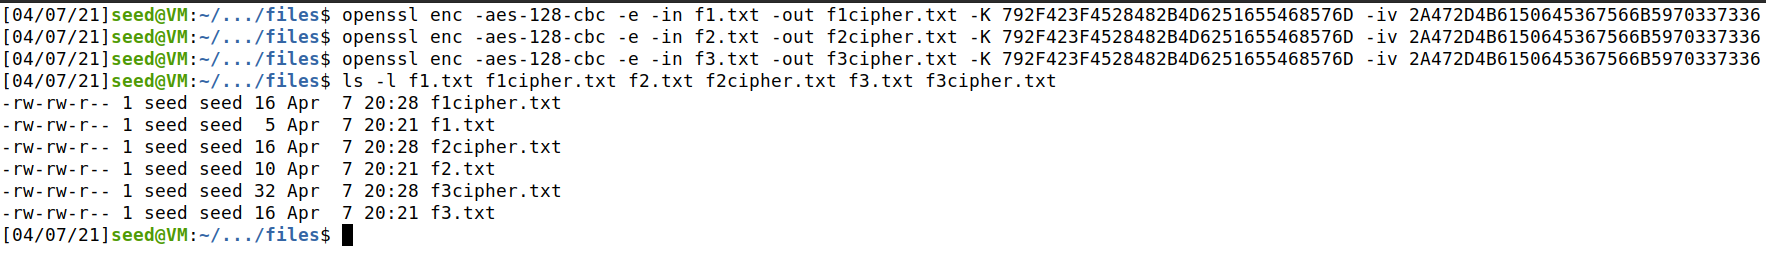 [04/07/21]seed@VM:~/.../files$ openssl enc -aes-128-cbc -e -in f1.txt -out f1cipher.txt -K 792F423F4528482B4D6251655468576D -iv 2A472D4B6150645367566B5970337336
[04/07/21]seed@VM:~/.../files$ openssl enc -aes-128-cbc -e -in f2.txt -out f2cipher.txt -K 792F423F4528482B4D6251655468576D -iv 2A472D4B6150645367566B5970337336
[04/07/21]seed@VM:~/.../files$ openssl enc -aes-128-cbc -e -in f3.txt -out f3cipher.txt -K 792F423F4528482B4D6251655468576D -iv 2A472D4B6150645367566B5970337336
[04/07/21]seed@VM:~/.../files$ ls -l f1.txt f1cipher.txt f2.txt f2cipher.txt f3.txt f3cipher.txt
-rw-rw-r-- 1 seed seed 16 Apr  7 20:28 f1cipher.txt
-rw-rw-r-- 1 seed seed  5 Apr  7 20:21 f1.txt
-rw-rw-r-- 1 seed seed 16 Apr  7 20:28 f2cipher.txt
-rw-rw-r-- 1 seed seed 10 Apr  7 20:21 f2.txt
-rw-rw-r-- 1 seed seed 32 Apr  7 20:28 f3cipher.txt
-rw-rw-r-- 1 seed seed 16 Apr  7 20:21 f3.txt
[04/07/21]seed@VM:~/.../files$